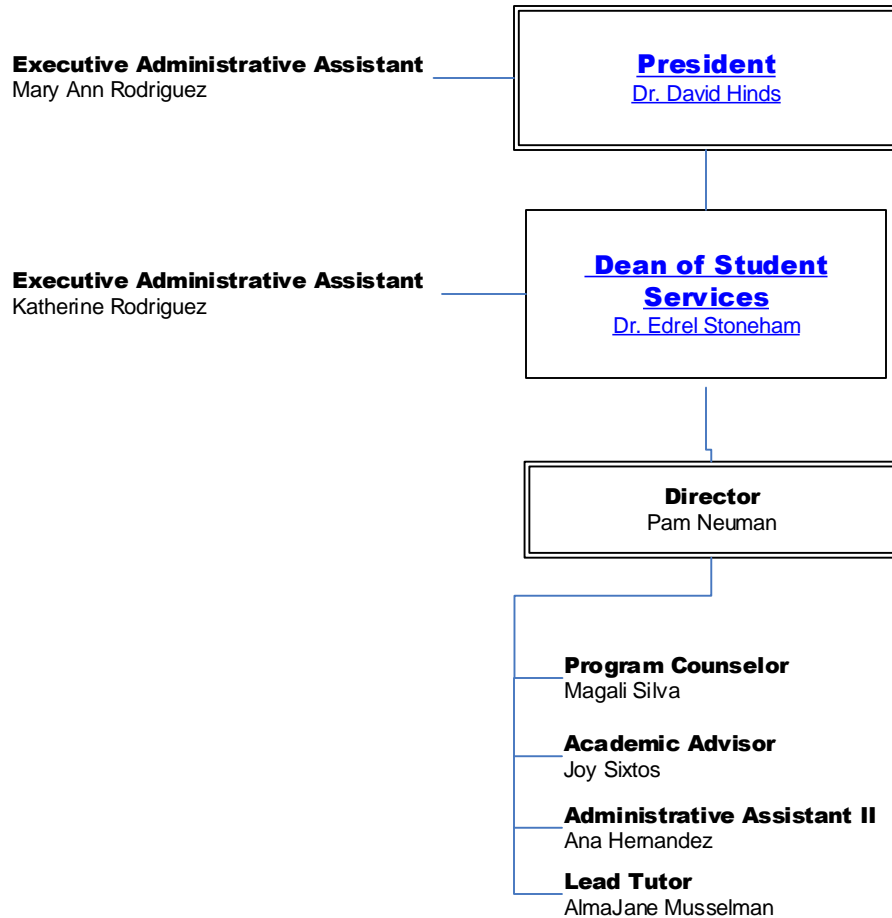 Executive Administrative Assistant
Mary Ann Rodriguez
President
Dr. David Hinds
Executive Administrative Assistant
Katherine Rodriguez
Dean of Student
Services
Dr. Edrel Stoneham
Director
Pam Neuman
Program Counselor
Magali Silva
Academic Advisor
Joy Sixtos
Administrative Assistant II
Ana Hernandez
Lead Tutor
AlmaJane Musselman